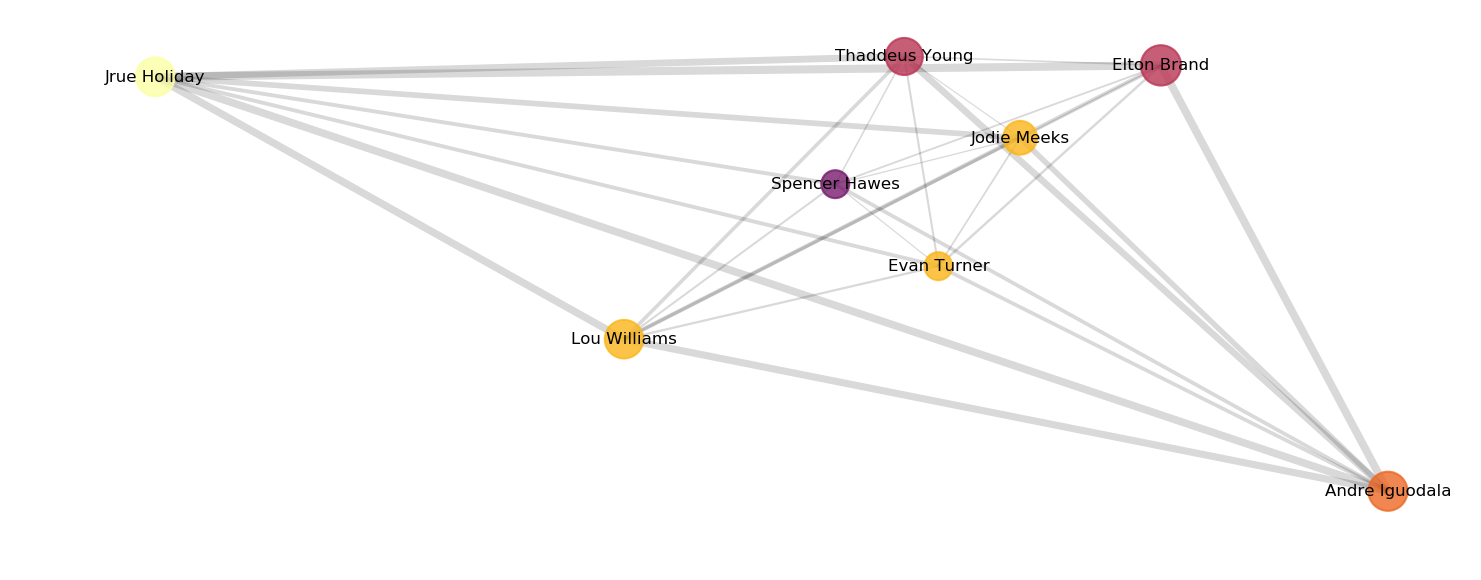 Thaddeus Young
Elton Brand
Jrue Holiday
Jodie Meeks
Spencer Hawes
Evan Turner
Lou Williams
Andre Iguodala